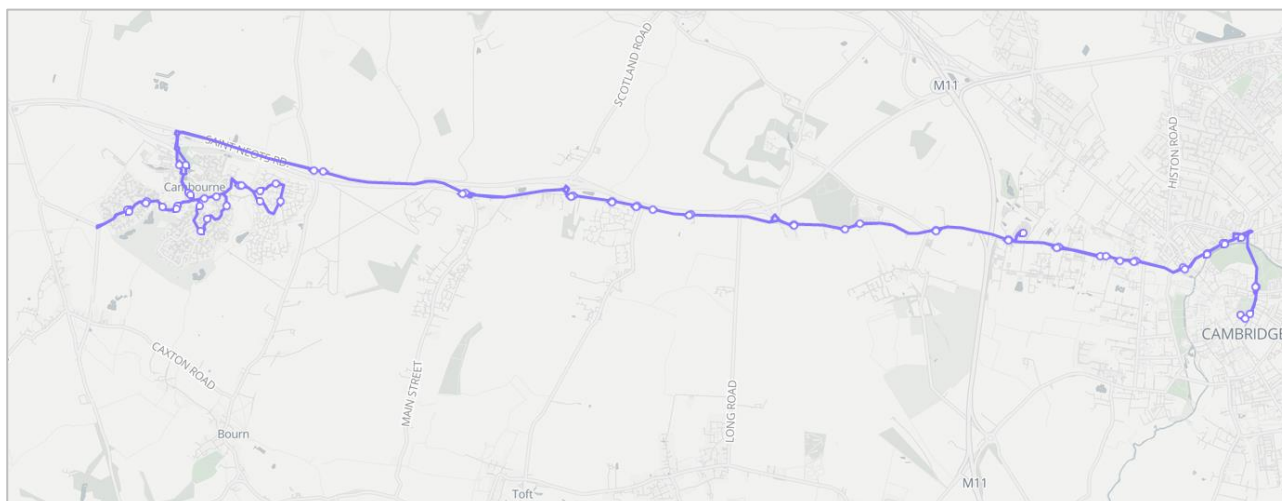 SCOTLAND ROAD
M11
HISTON ROAD
SAINT NEOTS RD
Cambourne
CAMBRIDGE
CAXTON ROAD
MAIN STREET
LONG ROAD
Bourn
M11
Toft